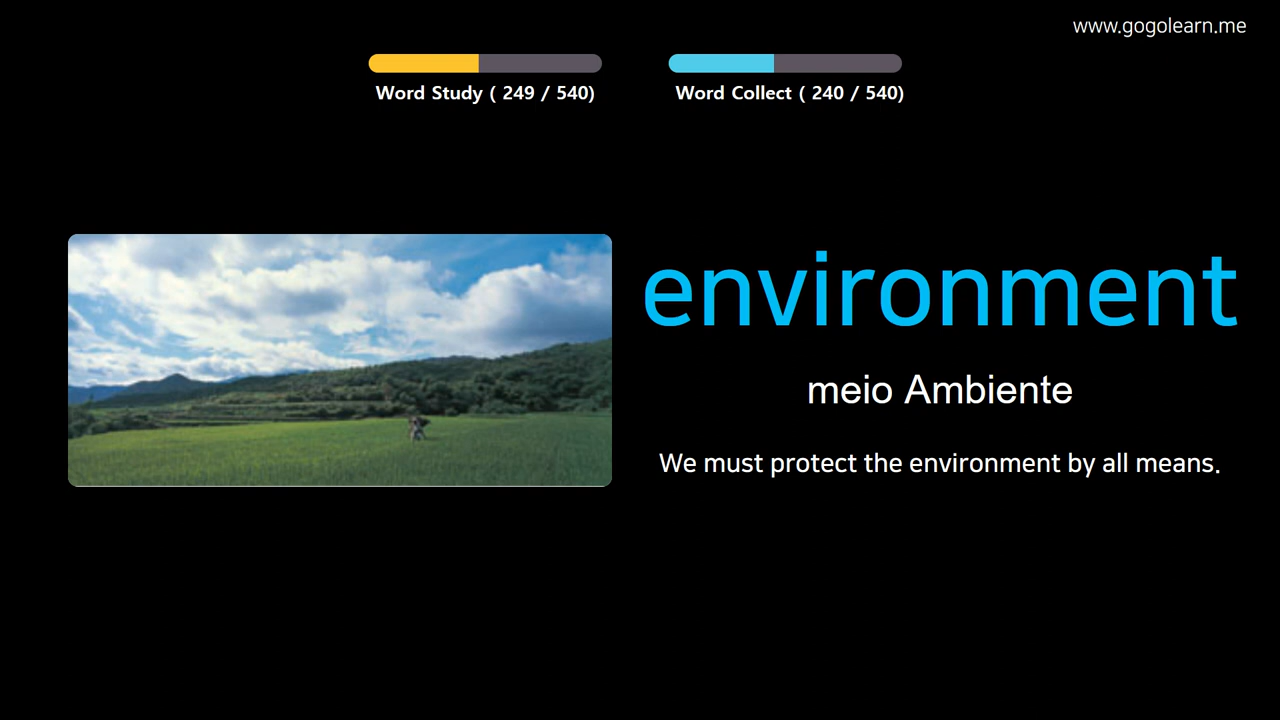 www.gogolearn.me
Word Study ( 249 / 540)
Word Collect ( 240 / 540)
environment
meio Ambiente
We must protect the environment by all means.